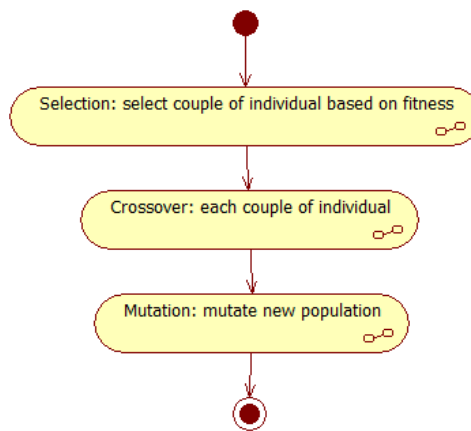 Selection: select couple of individual based on fitness
Crossover: each couple of individual
Mutation: mutate new population